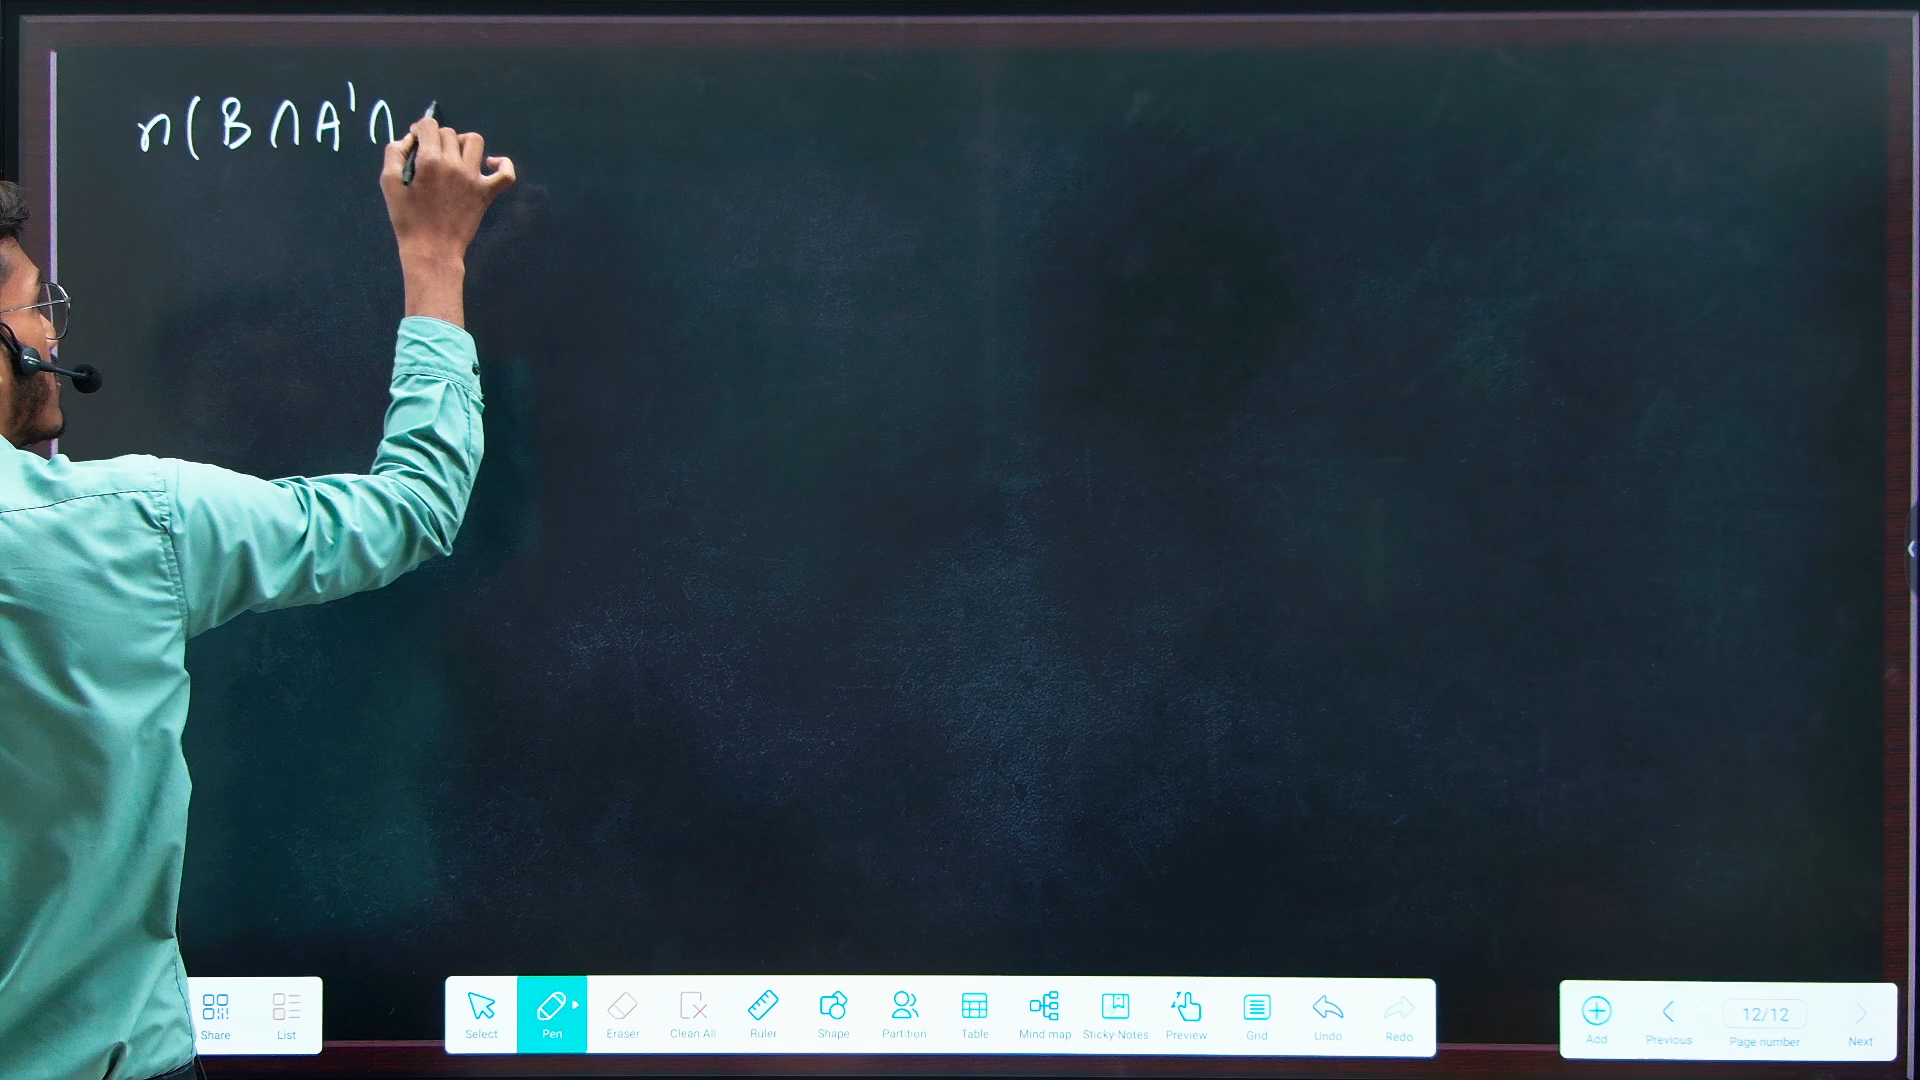 n(B∩A'∩
Share
List
Select
Pen
Eraser
Clean All
Ruler
Shape
Partition
Table
Mind map
Sticky-Notes
Preview
Grid
Undo
Redo
Add
Previous
12/12
Page number
Next